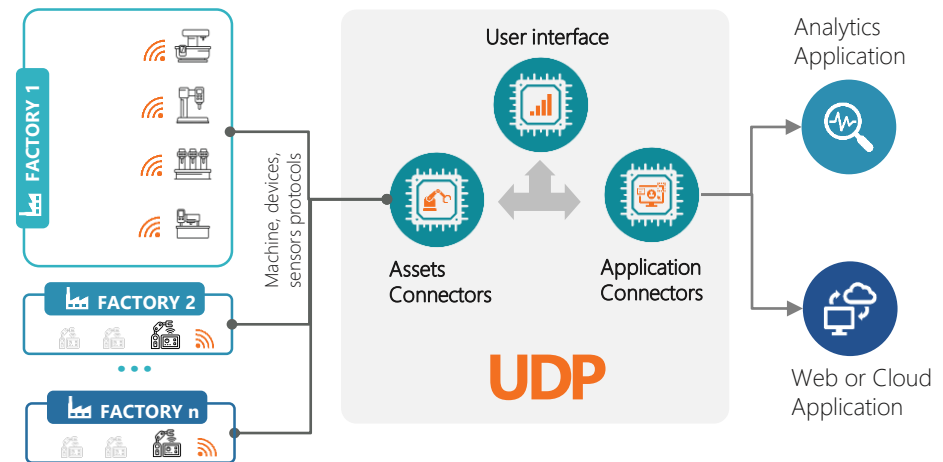 FACTORY 1
Machine, devices,
sensors protocols
FACTORY 2
FACTORY n
User interface
Assets
Connectors
Application
Connectors
UDP
Analytics
Application
Web or Cloud
Application